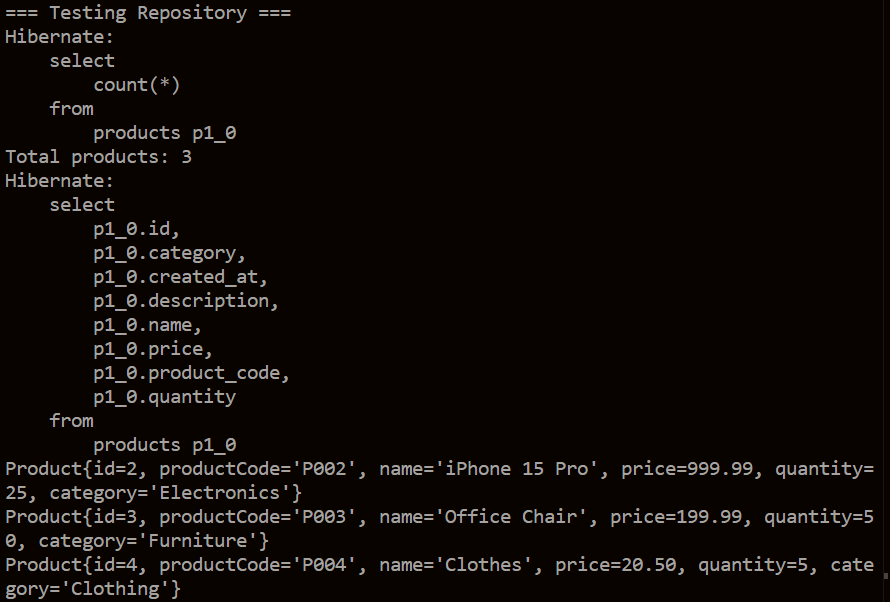 === Testing Repository ===
Hibernate:
    select
        count(*)
    from
        products p1_0
Total products: 3
Hibernate:
    select
        p1_0.id,
        p1_0.category,
        p1_0.created_at,
        p1_0.description,
        p1_0.name,
        p1_0.price,
        p1_0.product_code,
        p1_0.quantity
    from
        products p1_0
Product{id=2, productCode='P002', name='iPhone 15 Pro', price=999.99, quantity=
25, category='Electronics'}
Product{id=3, productCode='P003', name='Office Chair', price=199.99, quantity=5
0, category='Furniture'}
Product{id=4, productCode='P004', name='Clothes', price=20.50, quantity=5, cate
gory='Clothing'}